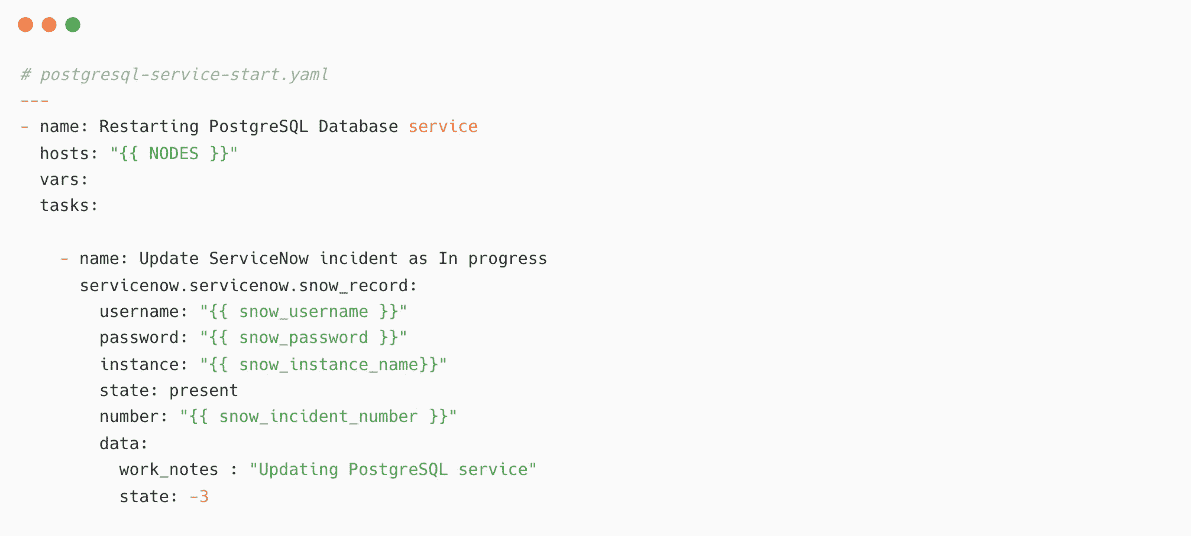 # postgresql-service-start.yaml
---
- name: Restarting PostgreSQL Database service
  hosts: "{{ NODES }}"
  vars:
  tasks:

    - name: Update ServiceNow incident as In progress
      servicenow.servicenow.snow_record:
        username: "{{ snow_username }}"
        password: "{{ snow_password }}"
        instance: "{{ snow_instance_name}}"
        state: present
        number: "{{ snow_incident_number }}"
        data:
          work_notes : "Updating PostgreSQL service"
          state: -3